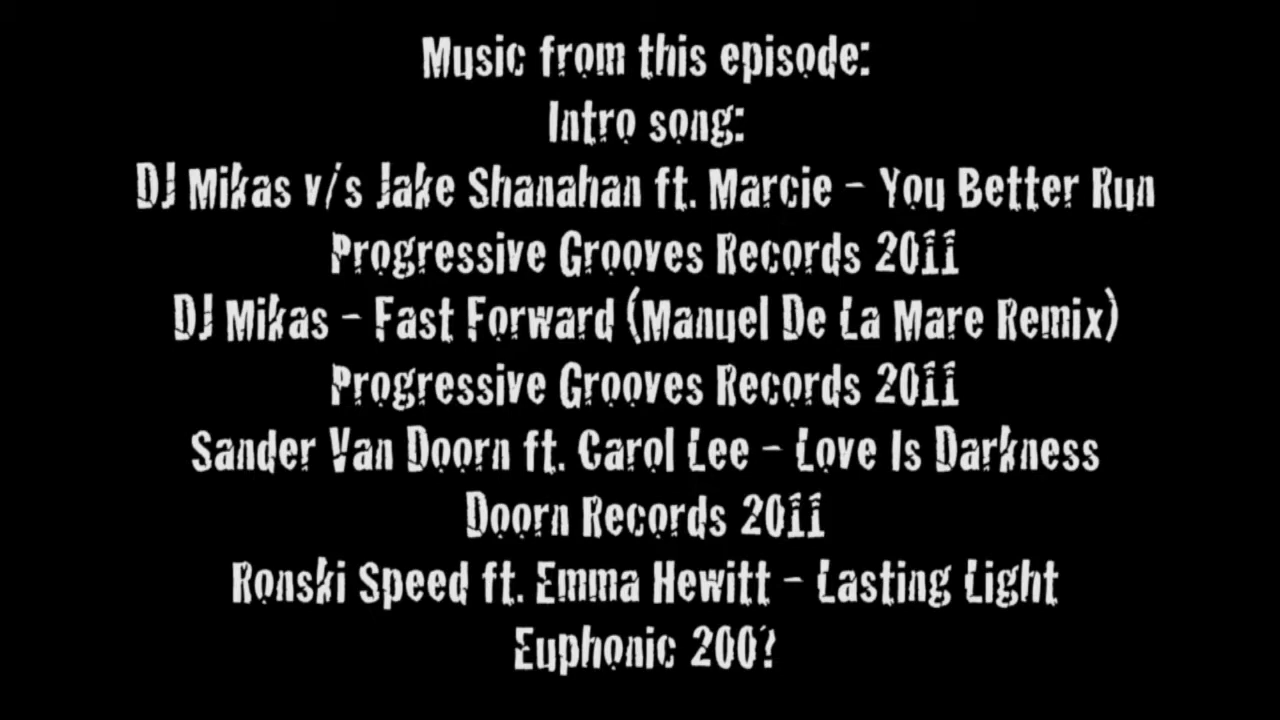 Music from this episode:
Intro song:
DJ Mikas v/s Jake Shanahan ft. Marcie - You Better Run
Progressive Grooves Records 2011
DJ Mikas - Fast Forward (Manuel De La Mare Remix)
Progressive Grooves Records 2011
Sander Van Doorn ft. Carol Lee - Love Is Darkness
Doorn Records 2011
Ronski Speed ft. Emma Hewitt - Lasting Light
Euphonic